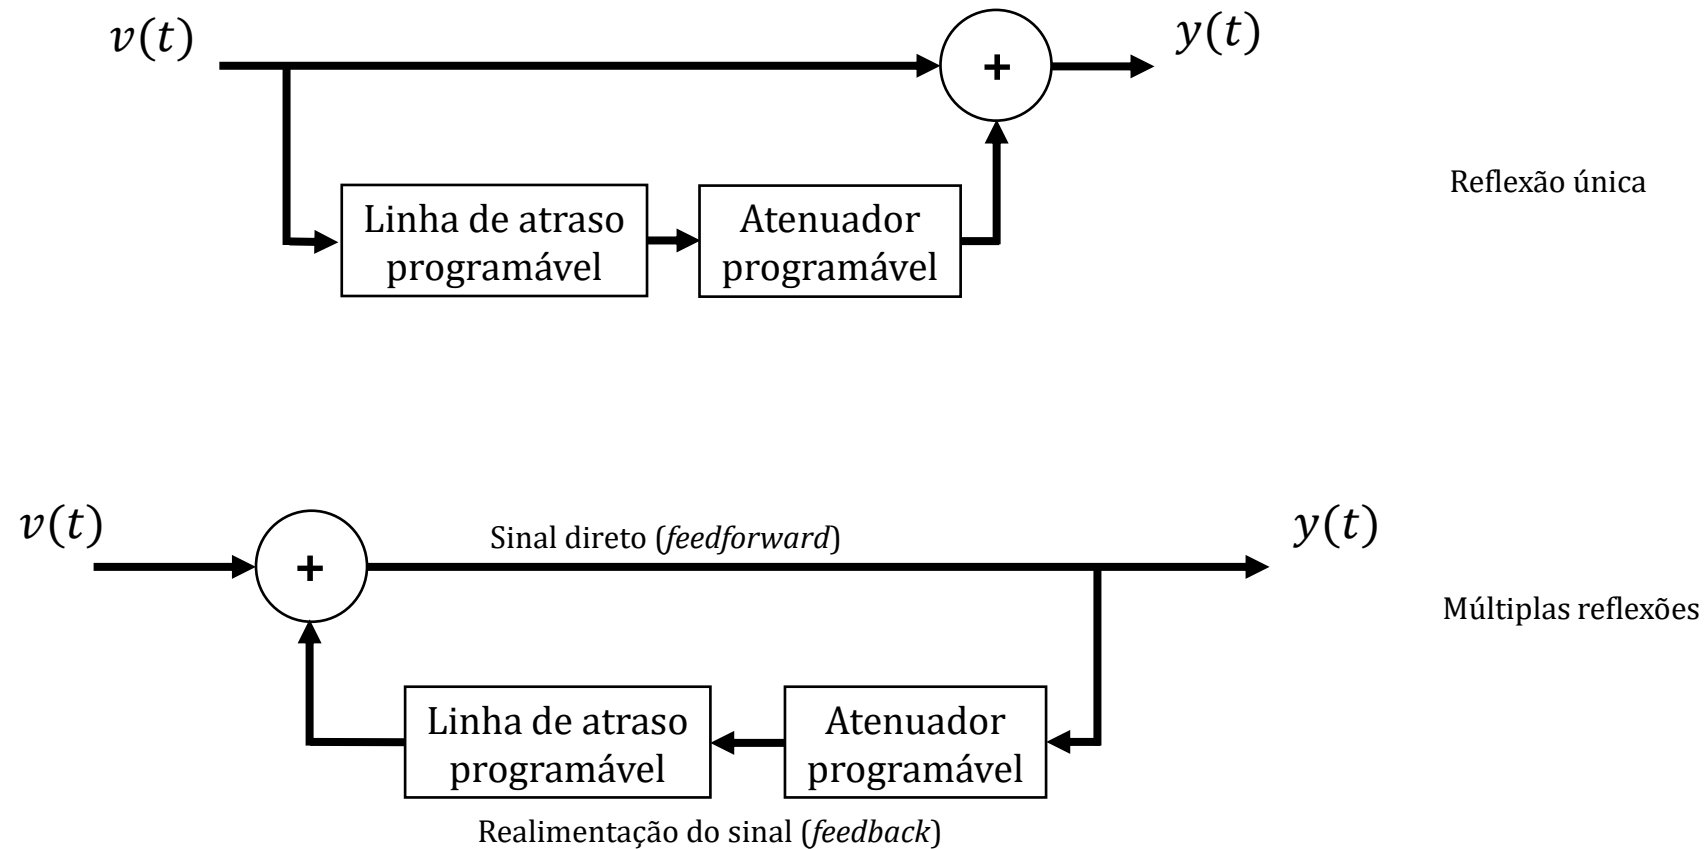 v(t)
y(t)
+
Reflexão única
Linha de atraso
programável
Atenuador
programável
v(t)
Sinal direto (feedforward)
y(t)
+
Múltiplas reflexões
Linha de atraso
programável
Atenuador
programável
Realimentação do sinal (feedback)